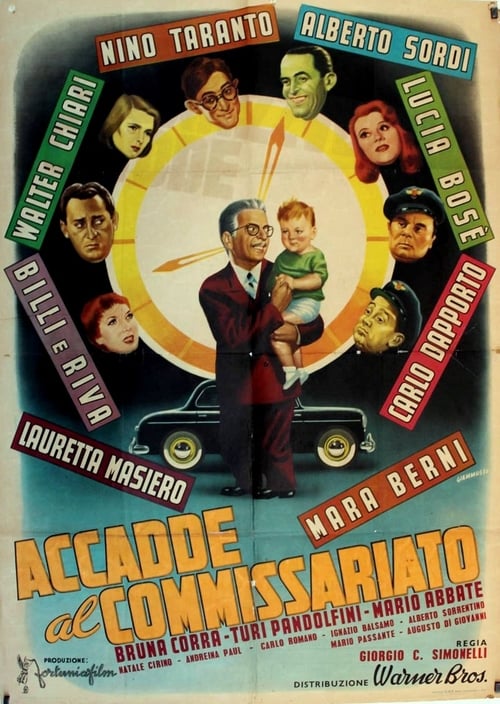 NINO TARANTO
ALBERTO SORDI
WALTER CHIARI
LUCIA BOSÈ
BILLI E RIVA
CARLO DAPPORTO
LAURETTA MASIERO
MARA BERNI
ACCADDE
al COMMISSARIATO
BRUNA CORRA - TURI PANDOLFINI - MARIO ABBATE
NATALE CIRINO - ANDREINA PAUL - CARLO ROMANO - IGNAZIO BALSAMO - ALBERTO SORRENTINO
MARIO PASSANTE - AUGUSTO DI GIOVANNI
REGIA
GIORGIO C. SIMONELLI
PRODUZIONE:
Fortuniafilm
DISTRIBUZIONE Warner Bros.